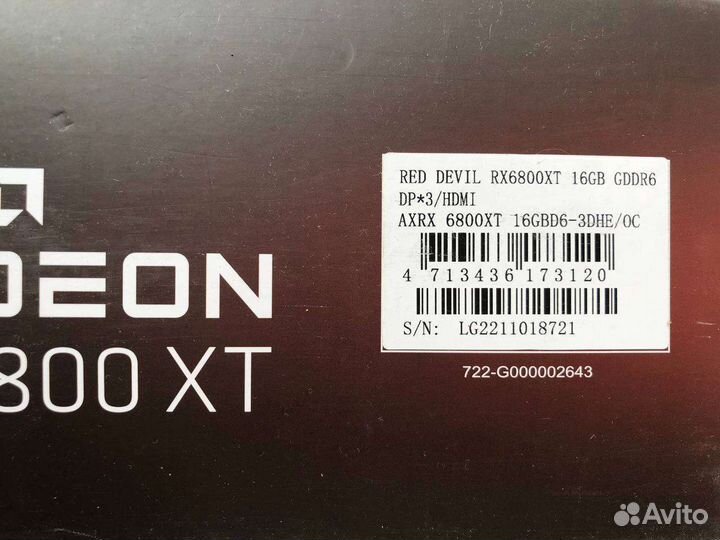 DEON
800 XT
RED DEVIL RX6800XT 16GB GDDR6
DP*3/HDMI
AXRX 6800XT 16GBD6-3DHE/OC
4 713436 173120
S/N: LG2211018721
722-G000002643
Avito